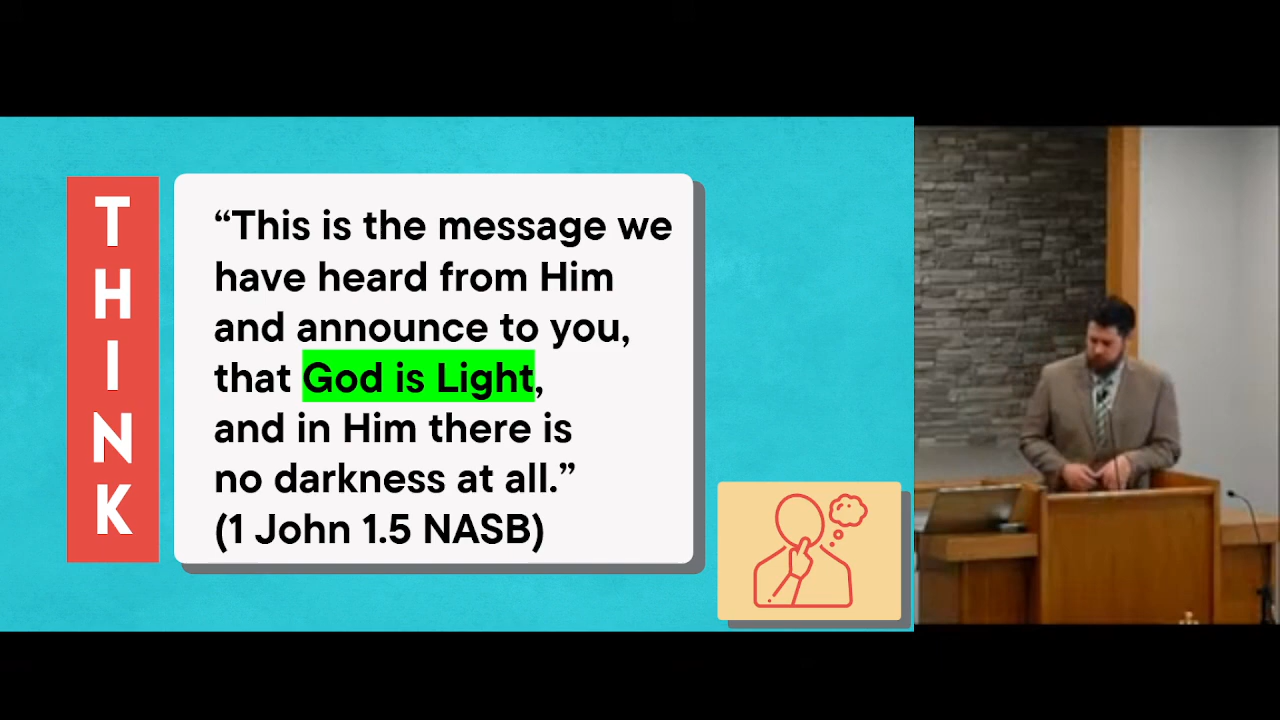 THINK
“This is the message we
have heard from Him
and announce to you,
that God is Light,
and in Him there is
no darkness at all.”
(1 John 1.5 NASB)